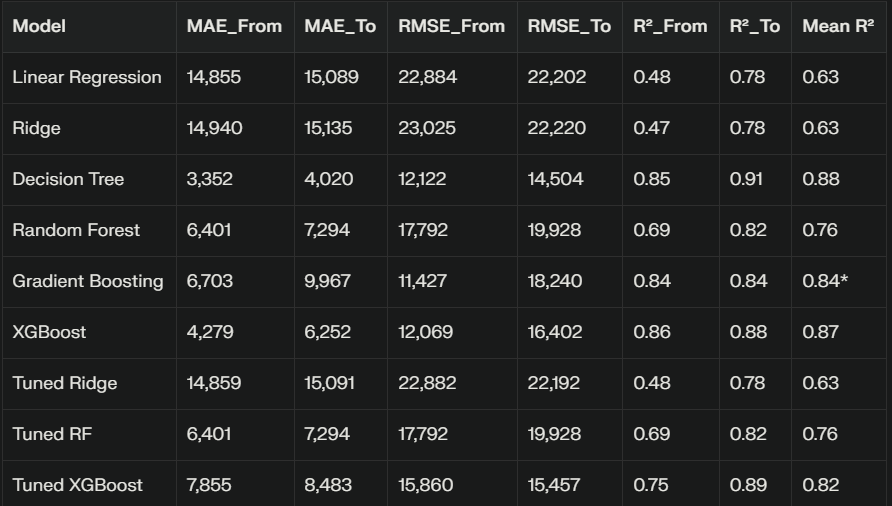 Model MAE_From MAE_To RMSE_From RMSE_To R²_From R²_To Mean R²
Linear Regression 14,855 15,089 22,884 22,202 0.48 0.78 0.63
Ridge 14,940 15,135 23,025 22,220 0.47 0.78 0.63
Decision Tree 3,352 4,020 12,122 14,504 0.85 0.91 0.88
Random Forest 6,401 7,294 17,792 19,928 0.69 0.82 0.76
Gradient Boosting 6,703 9,967 11,427 18,240 0.84 0.84 0.84*
XGBoost 4,279 6,252 12,069 16,402 0.86 0.88 0.87
Tuned Ridge 14,859 15,091 22,882 22,192 0.48 0.78 0.63
Tuned RF 6,401 7,294 17,792 19,928 0.69 0.82 0.76
Tuned XGBoost 7,855 8,483 15,860 15,457 0.75 0.89 0.82